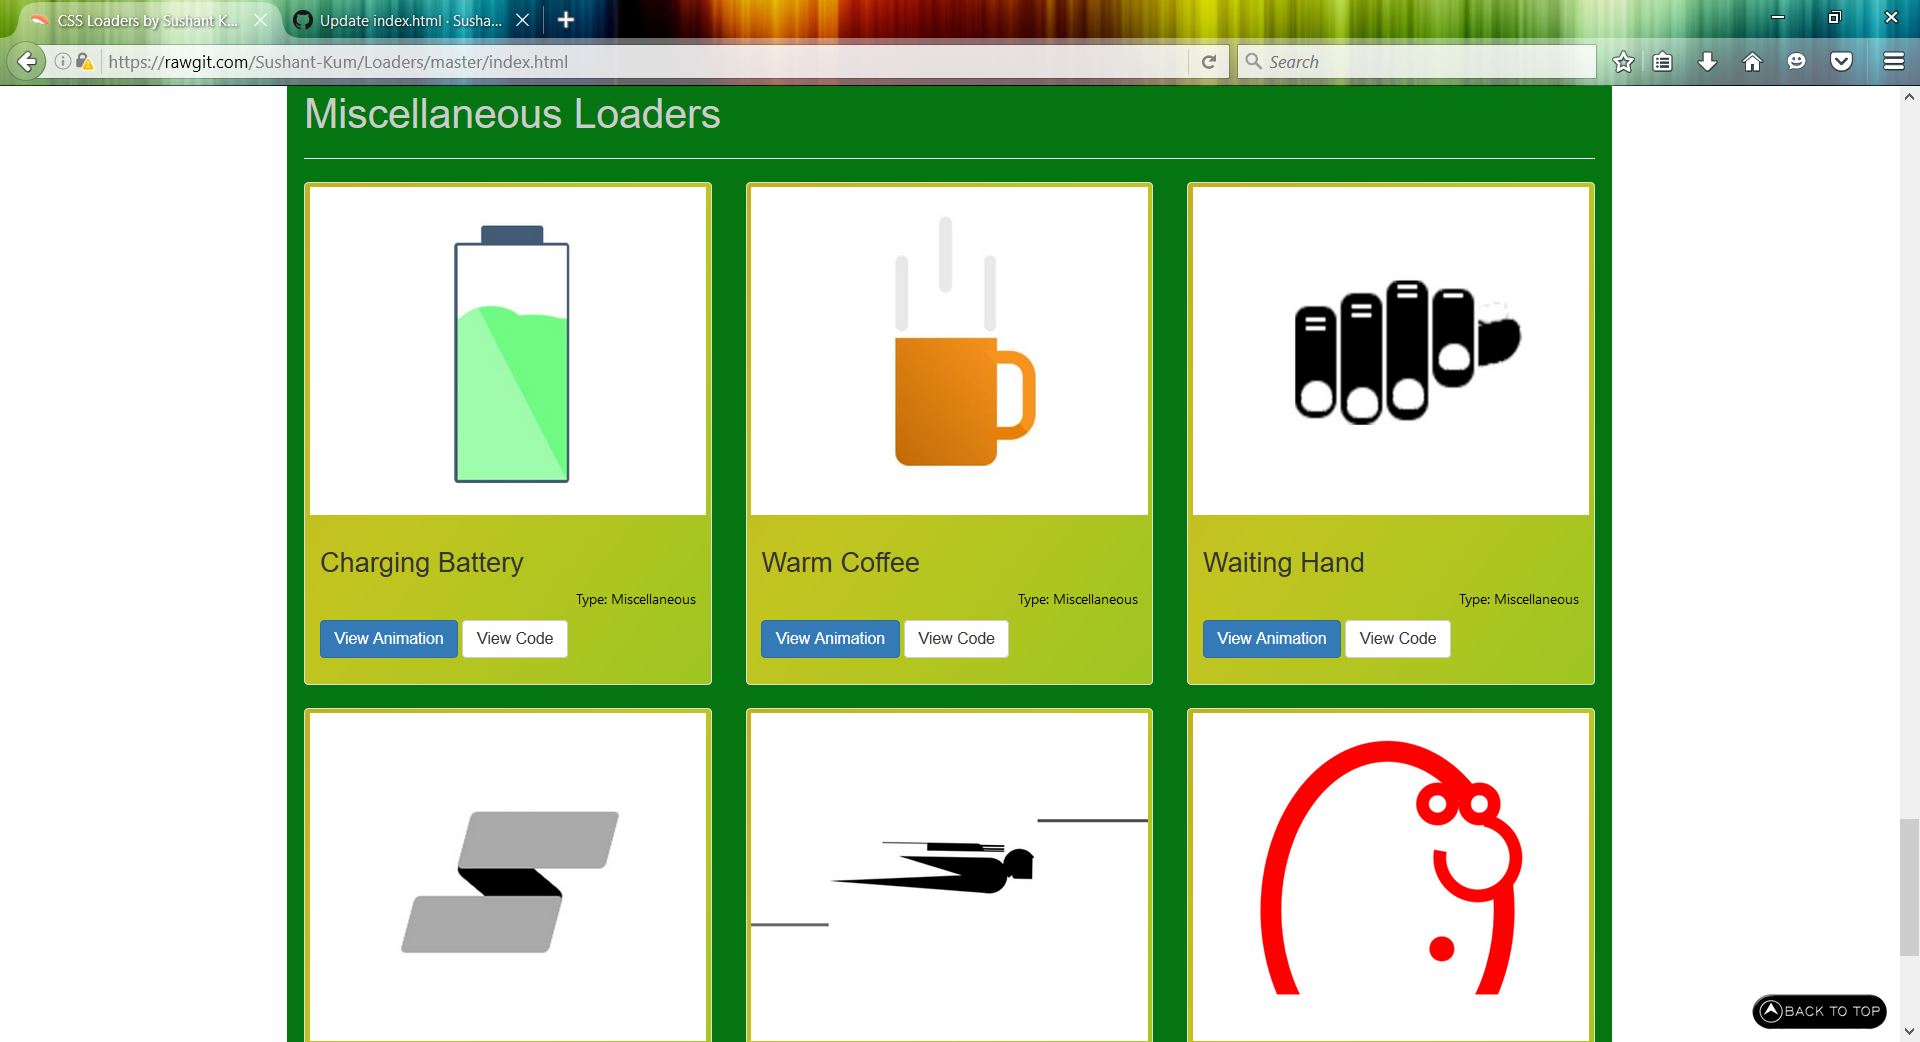 CSS Loaders by Sushant K...
Update index.html · Susha...
https://rawgit.com/Sushant-Kum/Loaders/master/index.html
Search
Miscellaneous Loaders
Charging Battery
Type: Miscellaneous
View Animation View Code
Warm Coffee
Type: Miscellaneous
View Animation View Code
Waiting Hand
Type: Miscellaneous
View Animation View Code
BACK TO TOP